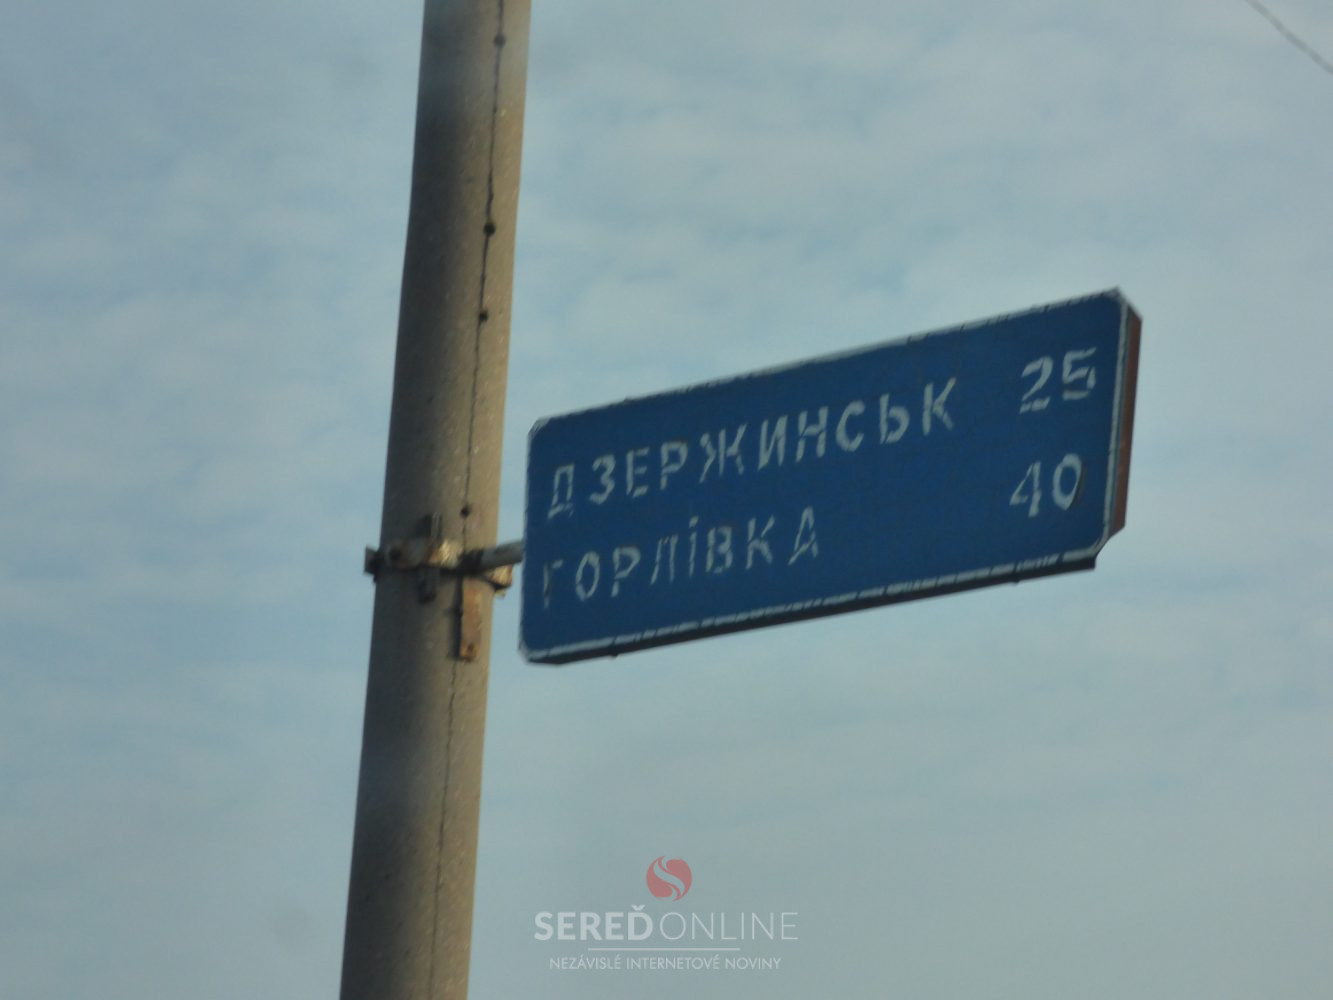 ДЗЕРЖИНСЬК 25
ГОРЛІВКА 40
SEREĎONLINE
NEZÁVISLÉ INTERNETOVÉ NOVINY